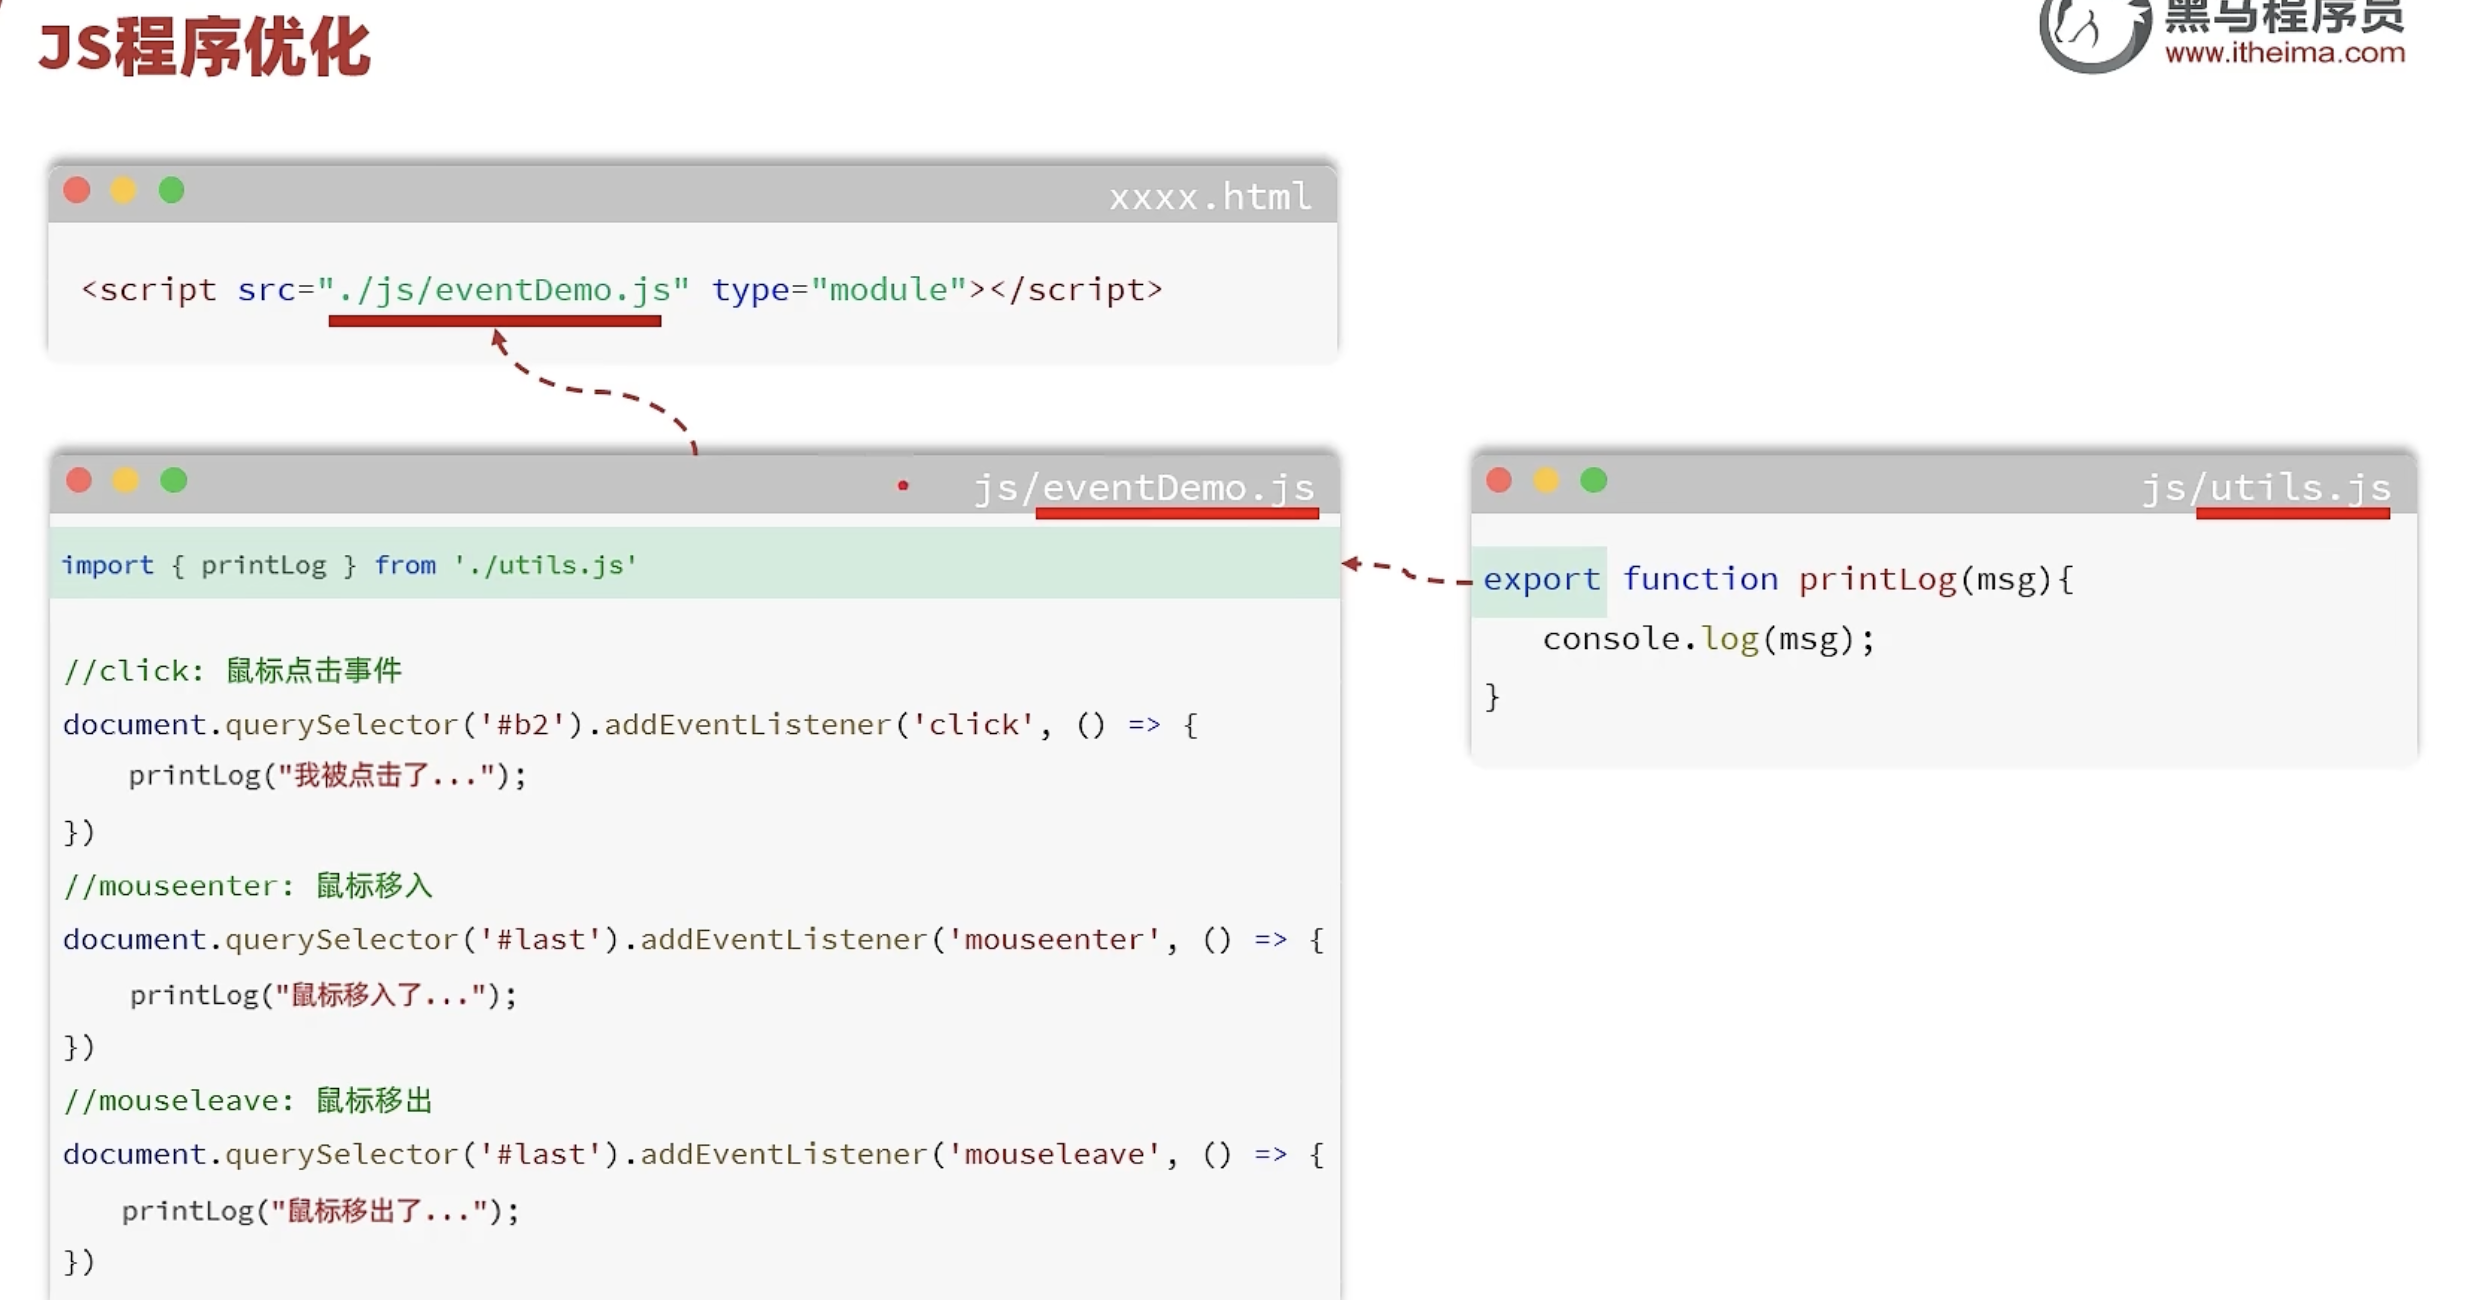 JS程序优化
黑马程序员
www.itheima.com
xxxx.html
<script src="./js/eventDemo.js" type="module"></script>
js/eventDemo.js
import { printLog } from './utils.js'
//click: 鼠标点击事件
document.querySelector('#b2').addEventListener('click', () => {
printLog("我被点击了...");
})
//mouseenter: 鼠标移入
document.querySelector('#last').addEventListener('mouseenter', () => {
printLog("鼠标移入了...");
})
//mouseleave: 鼠标移出
document.querySelector('#last').addEventListener('mouseleave', () => {
printLog("鼠标移出了...");
})
js/utils.js
export function printLog(msg){
console.log(msg);
}